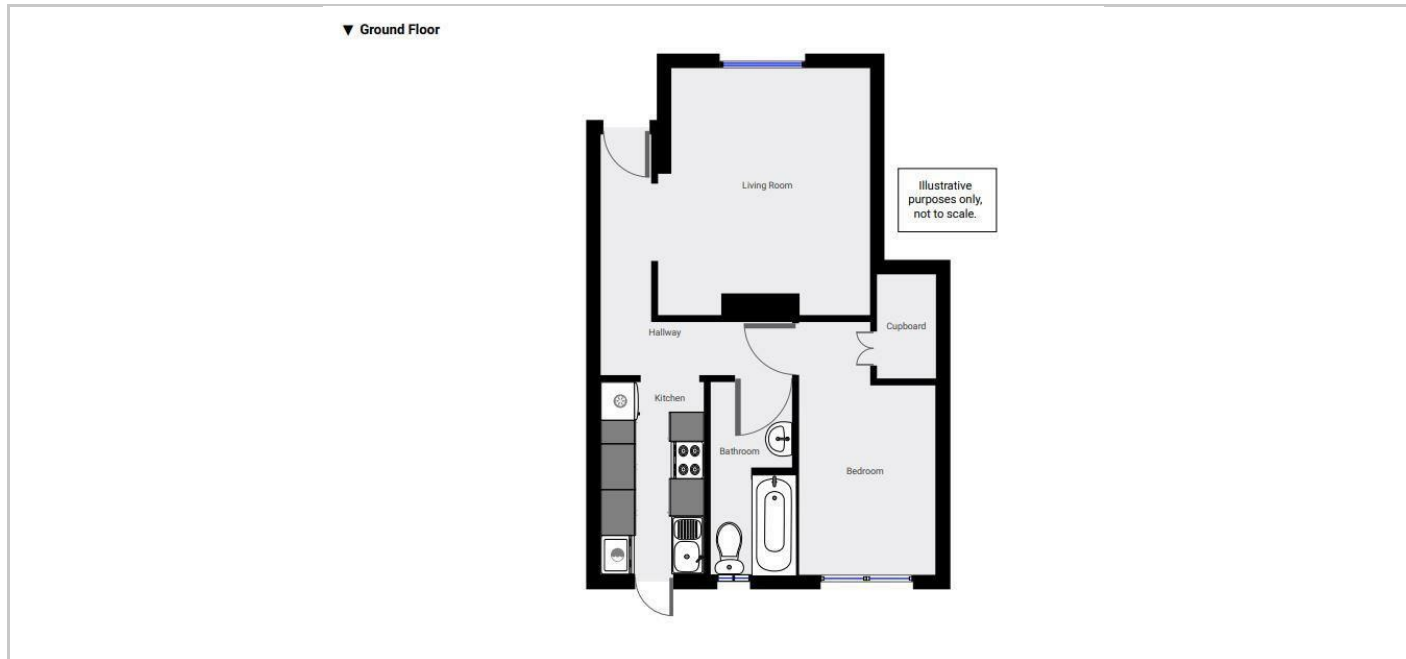 ▼ Ground Floor
Living Room
Illustrative
purposes only,
not to scale.
Hallway
Cupboard
Kitchen
Bathroom
Bedroom